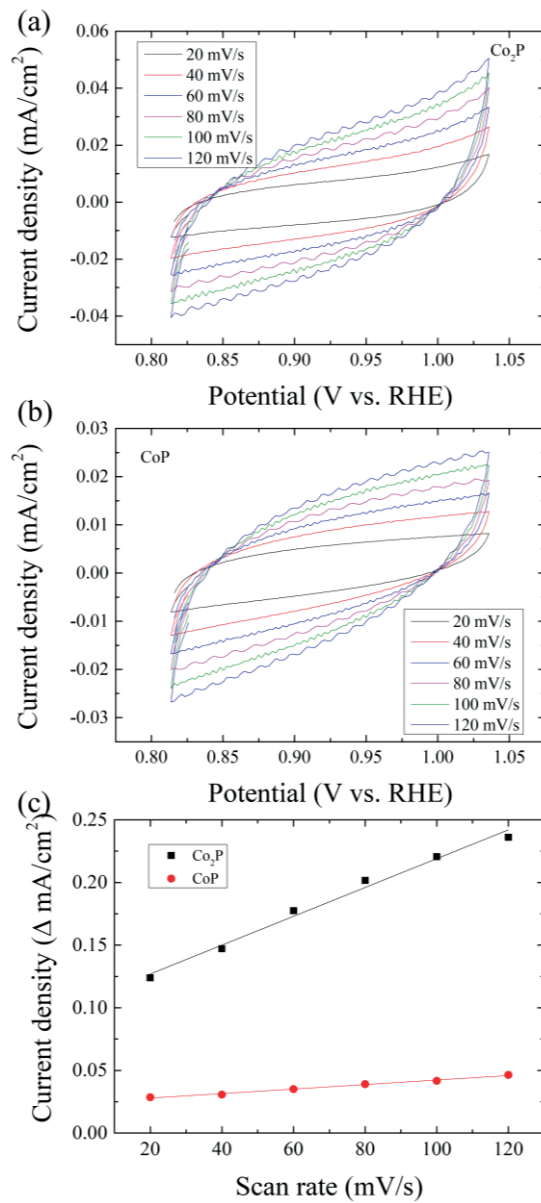 (a)
Co₂P
20 mV/s
40 mV/s
60 mV/s
80 mV/s
100 mV/s
120 mV/s
0.06
0.04
0.02
0.00
-0.02
-0.04
Current density (mA/cm²)
0.80 0.85 0.90 0.95 1.00 1.05
Potential (V vs. RHE)
(b)
CoP
0.03
0.02
0.01
0.00
-0.01
-0.02
-0.03
Current density (mA/cm²)
20 mV/s
40 mV/s
60 mV/s
80 mV/s
100 mV/s
120 mV/s
0.80 0.85 0.90 0.95 1.00 1.05
Potential (V vs. RHE)
(c)
0.25
0.20
0.15
0.10
0.05
0.00
Current density (Δ mA/cm²)
Co₂P
CoP
20 40 60 80 100 120
Scan rate (mV/s)